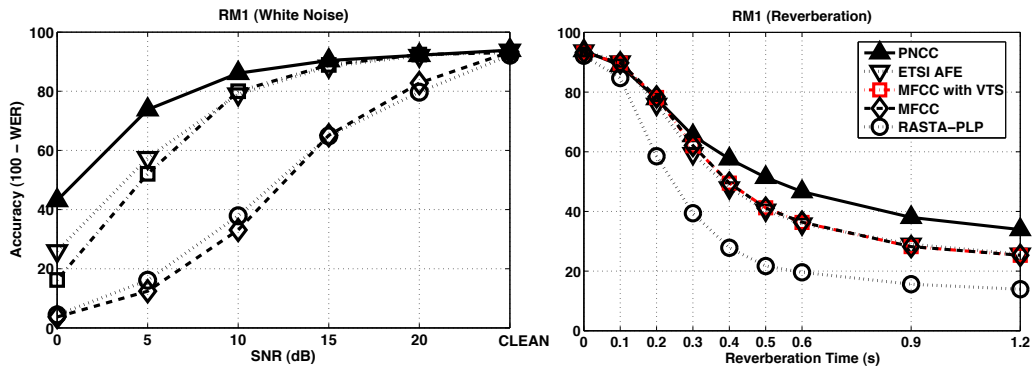 RM1 (White Noise)
Accuracy (100 − WER)
100
80
60
40
20
0
0
5
10
15
20
CLEAN
SNR (dB)
RM1 (Reverberation)
100
80
60
40
20
0
PNCC
ETSI AFE
MFCC with VTS
MFCC
RASTA−PLP
0
0.1
0.2
0.3
0.4
0.5
0.6
0.9
1.2
Reverberation Time (s)